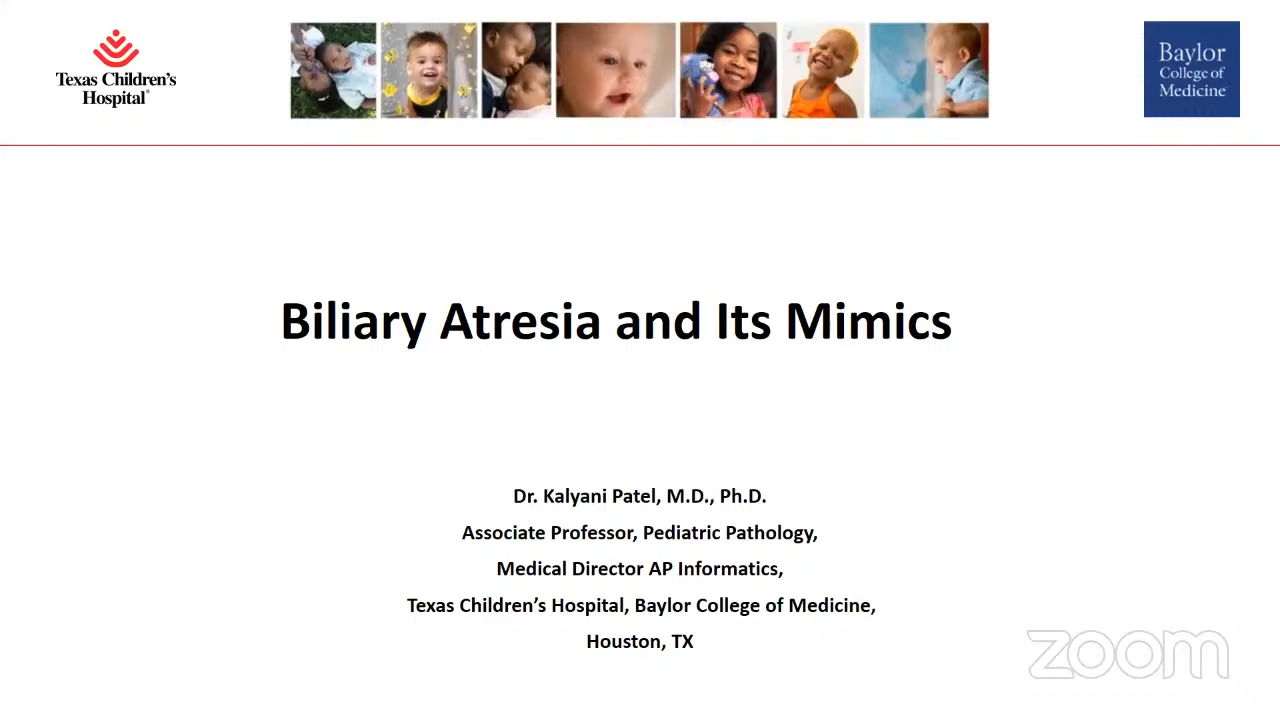 Texas Children's
Hospital®
Baylor
College of
Medicine
Biliary Atresia and Its Mimics
Dr. Kalyani Patel, M.D., Ph.D.
Associate Professor, Pediatric Pathology,
Medical Director AP Informatics,
Texas Children’s Hospital, Baylor College of Medicine,
Houston, TX
zoom